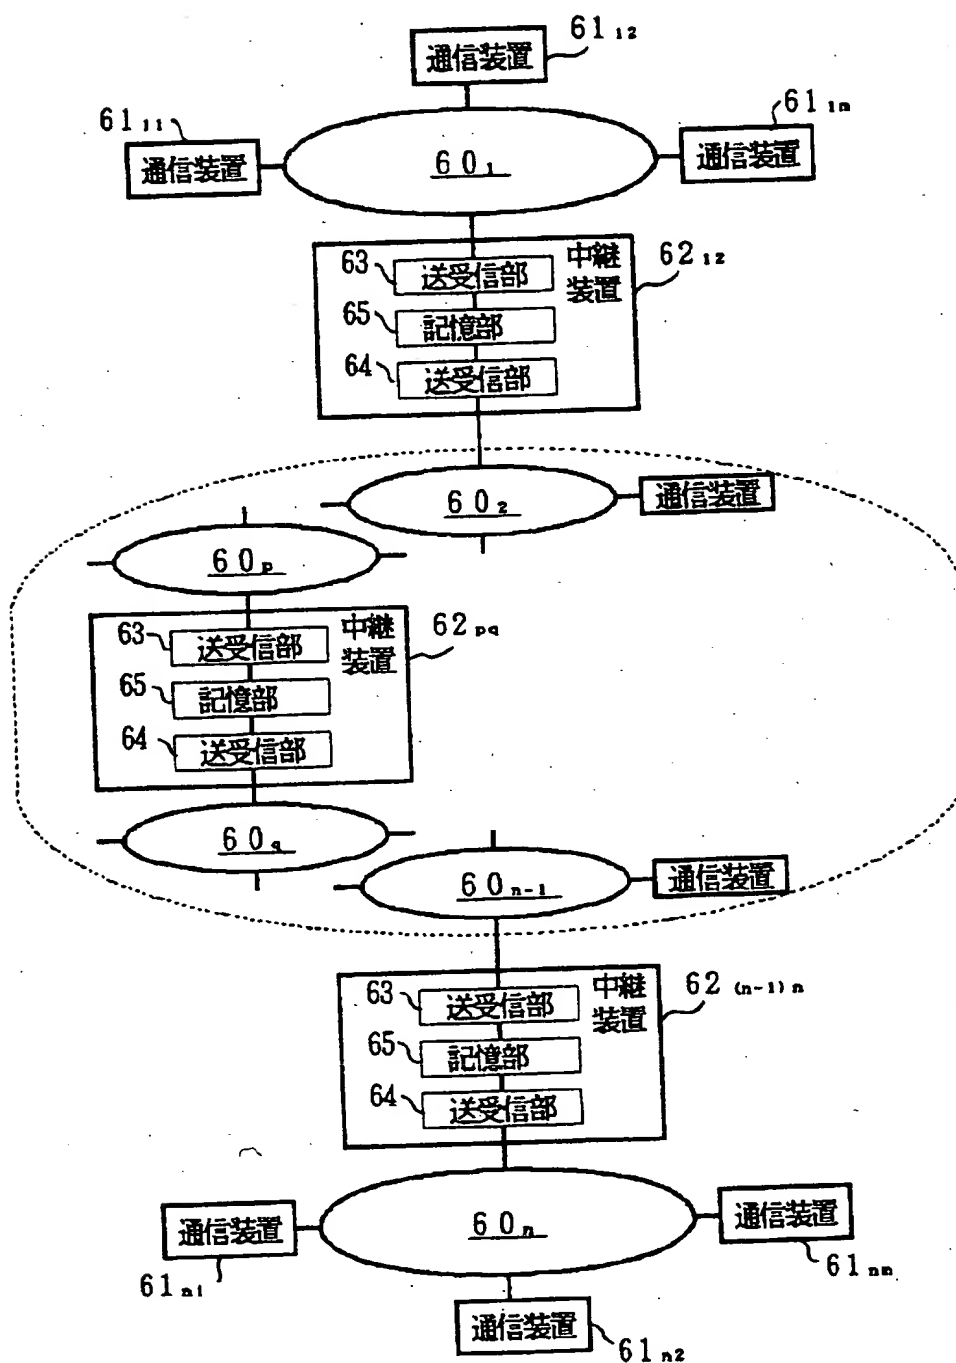 61₁₂
通信装置
61₁₁
61₁ₘ
通信装置
60₁
通信装置
62₁₂
中継装置
63
送受信部
65
記憶部
64
送受信部
60₂
通信装置
60ₚ
62pq
中継装置
63
送受信部
65
記憶部
64
送受信部
60q
60ₙ₋₁
通信装置
62₍ₙ₋₁₎ₙ
中継装置
63
送受信部
65
記憶部
64
送受信部
通信装置
60ₙ
通信装置
61ₙ₁
61ₙₘ
通信装置
61ₙ₂